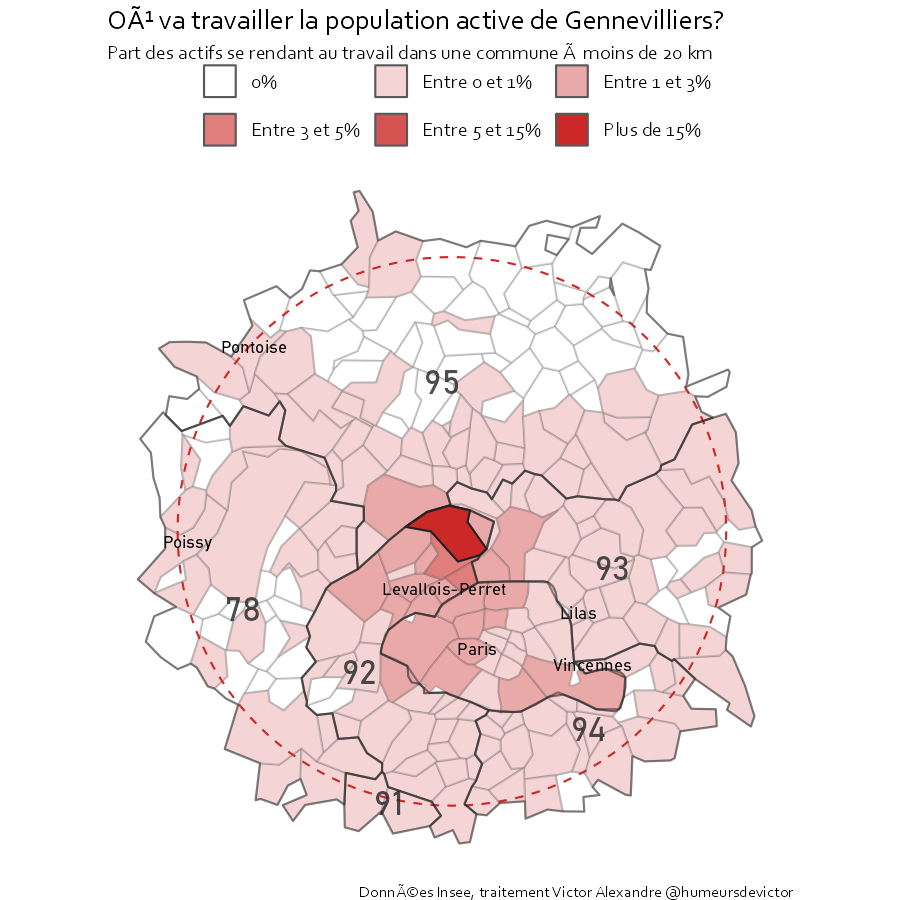 OÃ¹ va travailler la population active de Gennevilliers?
Part des actifs se rendant au travail dans une commune Ã moins de 20 km
0% Entre 0 et 1% Entre 1 et 3%
Entre 3 et 5% Entre 5 et 15% Plus de 15%
Pontoise
95
Poissy
93
Levallois-Perret
78
Lilas
Paris
Vincennes
92
94
91
DonnÃ©es Insee, traitement Victor Alexandre @humeursdevictor